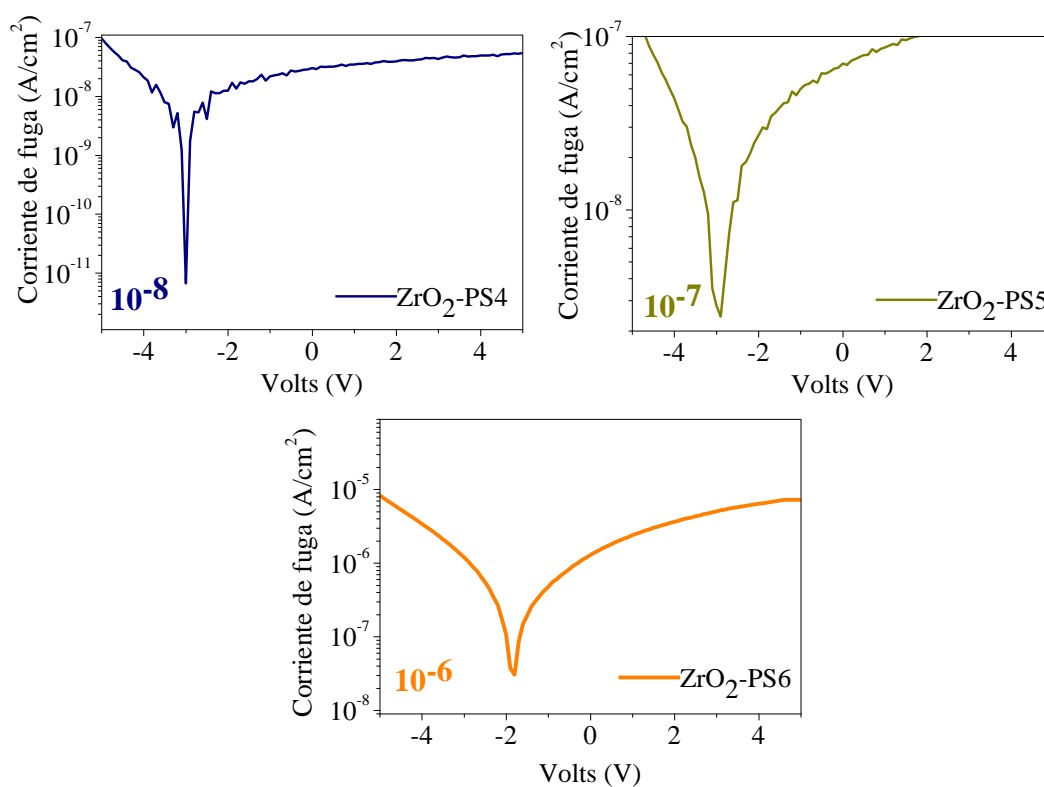 Corriente de fuga (A/cm²)
10⁻⁷
10⁻⁸
10⁻⁹
10⁻¹⁰
10⁻¹¹
10⁻⁸
ZrO₂-PS4
-4 -2 0 2 4
Volts (V)
Corriente de fuga (A/cm²)
10⁻⁷
10⁻⁸
10⁻⁷
ZrO₂-PS5
-4 -2 0 2 4
Volts (V)
Corriente de fuga (A/cm²)
10⁻⁵
10⁻⁶
10⁻⁷
10⁻⁸
10⁻⁶
ZrO₂-PS6
-4 -2 0 2 4
Volts (V)